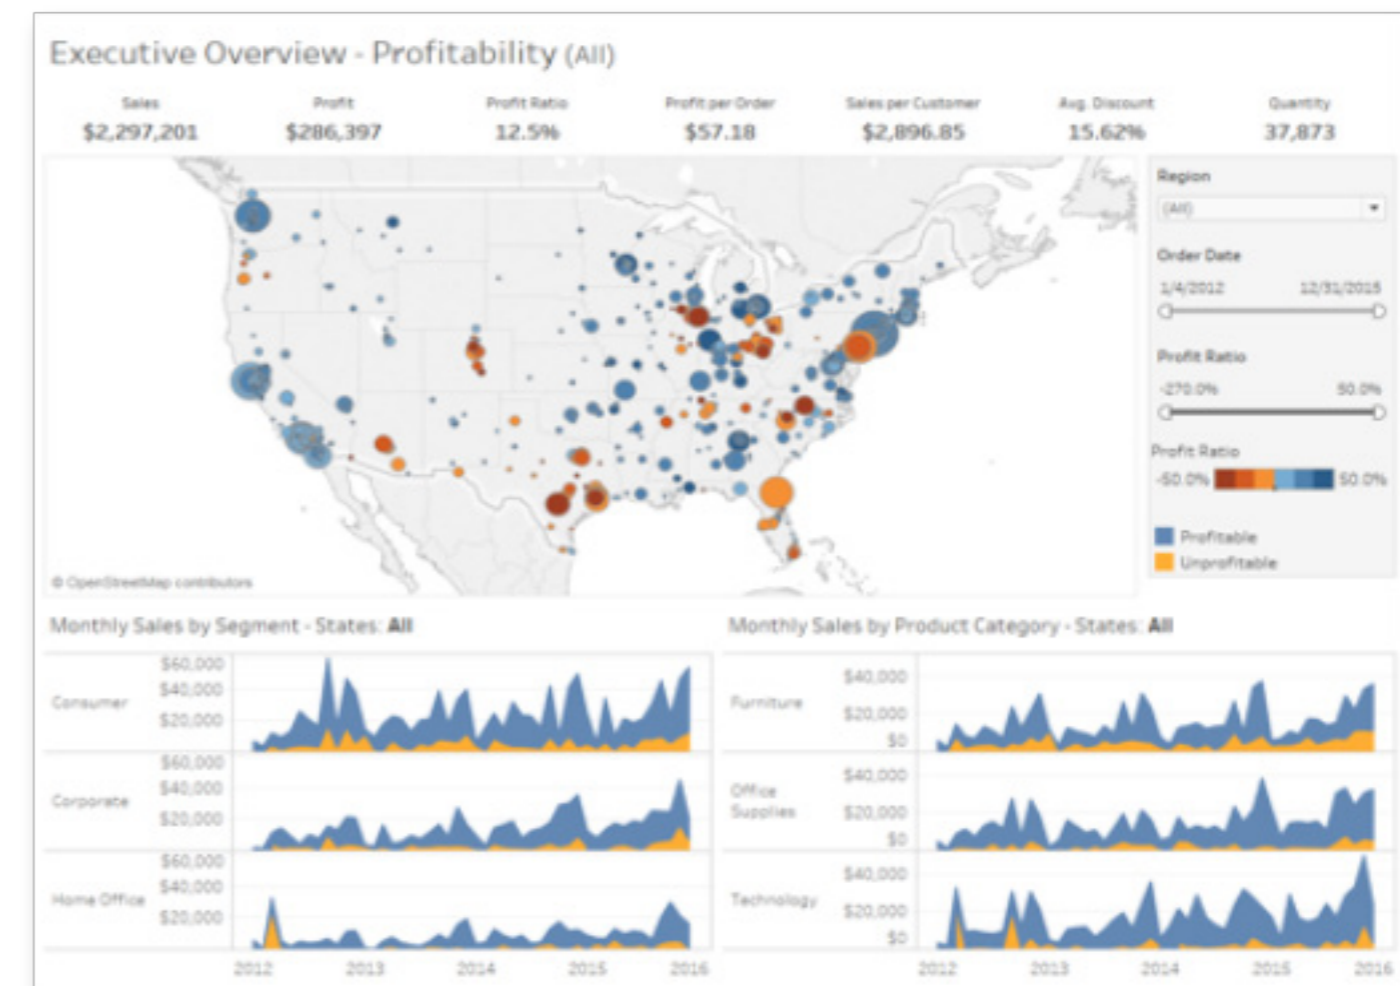 Executive Overview - Profitability (All)
Sales Profit Profit Ratio Profit per Order Sales per Customer Avg. Discount Quantity
$2,297,201 $286,397 12.5% $57.18 $2,896.85 15.62% 37,873
Region
(All)
Order Date
1/4/2012 12/31/2015
Profit Ratio
-270.0% 50.0%
Profit Ratio
-50.0% 50.0%
Profitable
Unprofitable
© OpenStreetMap contributors
Monthly Sales by Segment - States: All
Consumer
$60,000
$40,000
$20,000
Corporate
$60,000
$40,000
$20,000
Home Office
$60,000
$40,000
$20,000
2012 2013 2014 2015 2016
Monthly Sales by Product Category - States: All
Furniture
$40,000
$20,000
$0
Office
Supplies
$40,000
$20,000
$0
Technology
$40,000
$20,000
$0
2012 2013 2014 2015 2016